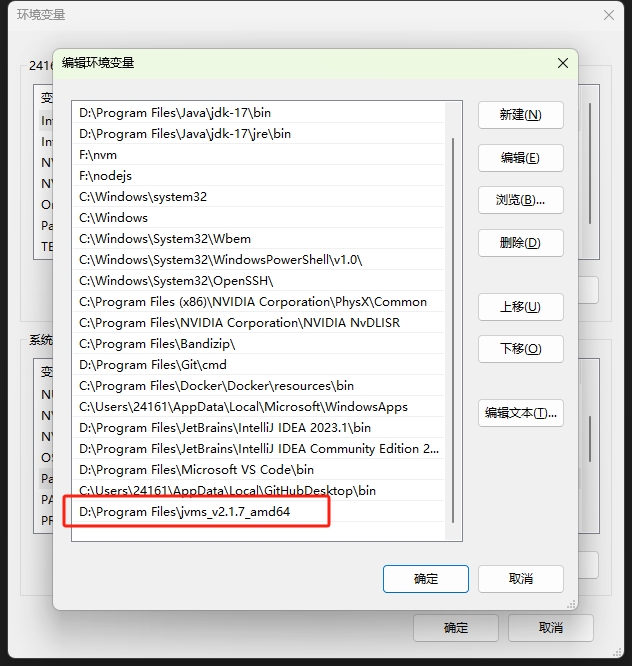 环境变量
编辑环境变量
2416
变
D:\Program Files\Java\jdk-17\bin
新建(N)
In
D:\Program Files\Java\jdk-17\jre\bin
In
F:\nvm
编辑(E)
NV
F:\nodejs
NV
C:\Windows\system32
浏览(B)...
C:\Windows
Pa
C:\Windows\System32\Wbem
删除(D)
TE
C:\Windows\System32\WindowsPowerShell\v1.0\
C:\Windows\System32\OpenSSH\
C:\Program Files (x86)\NVIDIA Corporation\PhysX\Common
上移(U)
C:\Program Files\NVIDIA Corporation\NVIDIA NvDLISR
系统
C:\Program Files\Bandizip\
下移(O)
变
D:\Program Files\Git\cmd
C:\Program Files\Docker\Docker\resources\bin
C:\Users\24161\AppData\Local\Microsoft\WindowsApps
编辑文本(T)...
NV
D:\Program Files\JetBrains\IntelliJ IDEA 2023.1\bin
NV
D:\Program Files\JetBrains\IntelliJ IDEA Community Edition 2...
OS
D:\Program Files\Microsoft VS Code\bin
Pa
C:\Users\24161\AppData\Local\GitHubDesktop\bin
PA
D:\Program Files\jvms_v2.1.7_amd64
PR
确定
取消
确定
取消